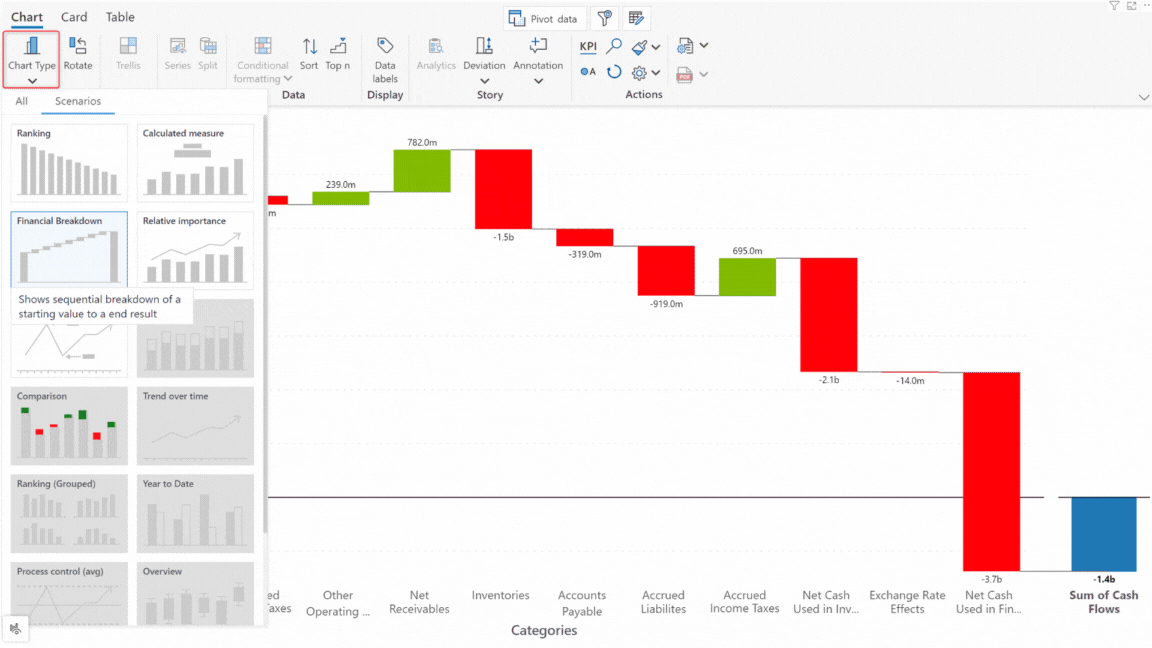 Chart Card Table
Pivot data
Chart Type
Rotate
Trellis
Series
Split
Conditional
formatting
Sort
Top n
Data
labels
Analytics
Deviation
Annotation
KPI
A
PDF
Data
Display
Story
Actions
All
Scenarios
Ranking
Calculated measure
Financial Breakdown
Relative importance
Shows sequential breakdown of a
starting value to a end result
Comparison
Trend over time
Ranking (Grouped)
Year to Date
Process control (avg)
Overview
m
239.0m
782.0m
-1.5b
-319.0m
-919.0m
695.0m
-2.1b
-14.0m
-3.7b
-1.4b
ed
Taxes
Other
Operating ...
Net
Receivables
Inventories
Accounts
Payable
Accrued
Liabilites
Accrued
Income Taxes
Net Cash
Used in Inv...
Exchange Rate
Effects
Net Cash
Used in Fin...
Sum of Cash
Flows
Categories